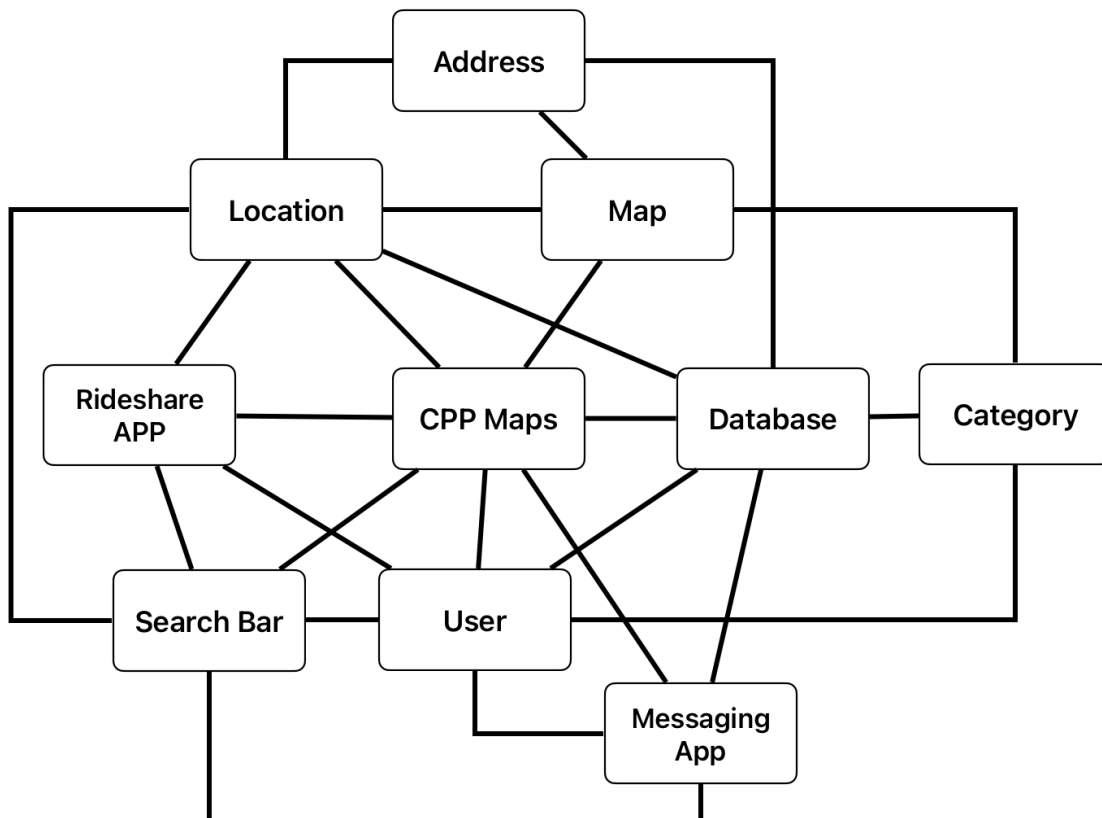 Address
Location
Map
Rideshare
APP
CPP Maps
Database
Category
Search Bar
User
Messaging
App